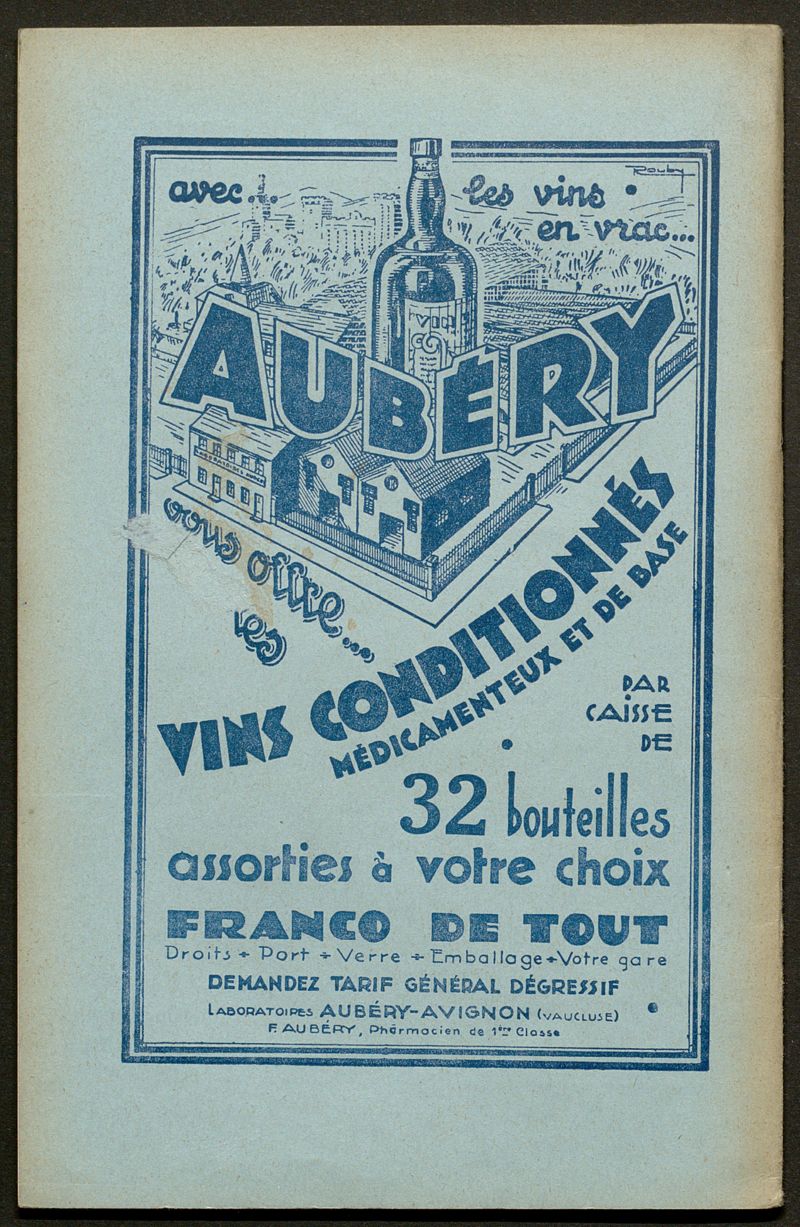 Rouby
avec...
les vins
en vrac...
VIN
AUBÉRY
vous offre...
les
VINS CONDITIONNÉS
MÉDICAMENTEUX ET DE BASE
PAR
CAISSE
DE
32 bouteilles
assorties à votre choix
FRANCO DE TOUT
Droits + Port + Verre + Emballage + Votre gare
DEMANDEZ TARIF GÉNÉRAL DÉGRESSIF
LABORATOIRES AUBÉRY-AVIGNON (VAUCLUSE)
F. AUBÉRY, Pharmacien de 1ère Classe